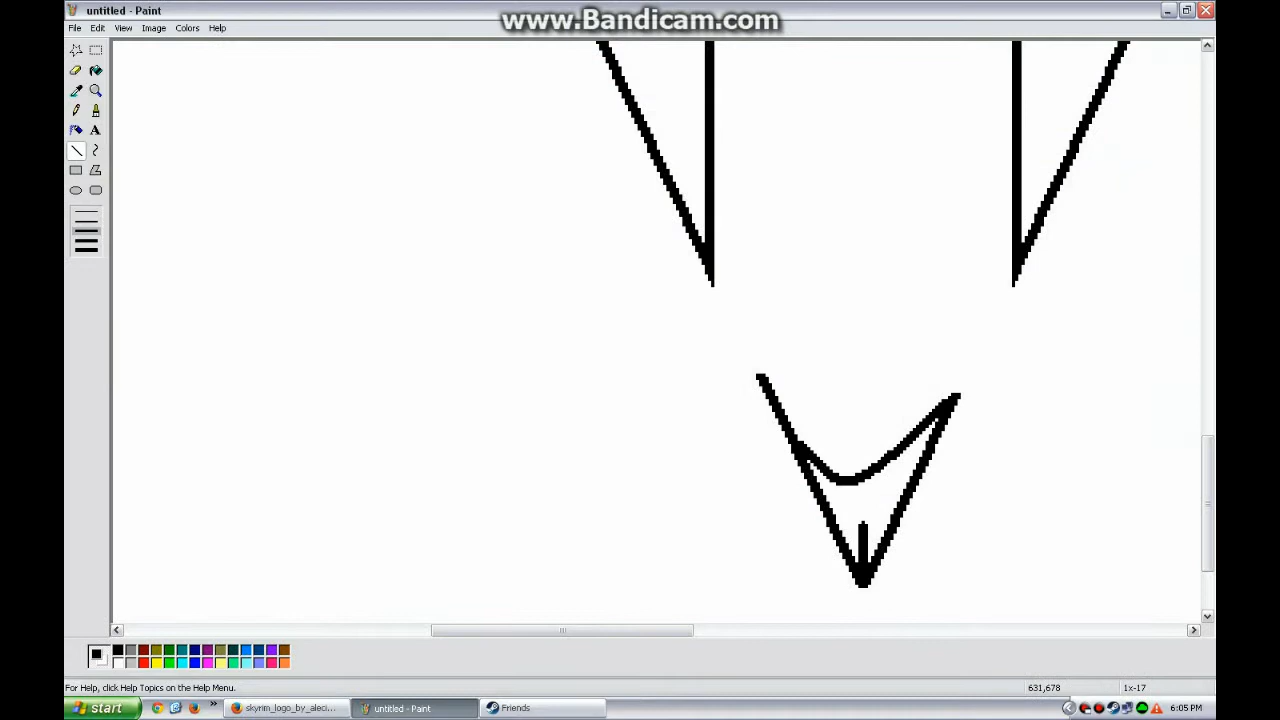 untitled - Paint
www.Bandicam.com
File Edit View Image Colors Help
A
For Help, click Help Topics on the Help Menu.
631,678
1x-17
start
skyrim_logo_by_aleci...
untitled - Paint
Friends
6:05 PM